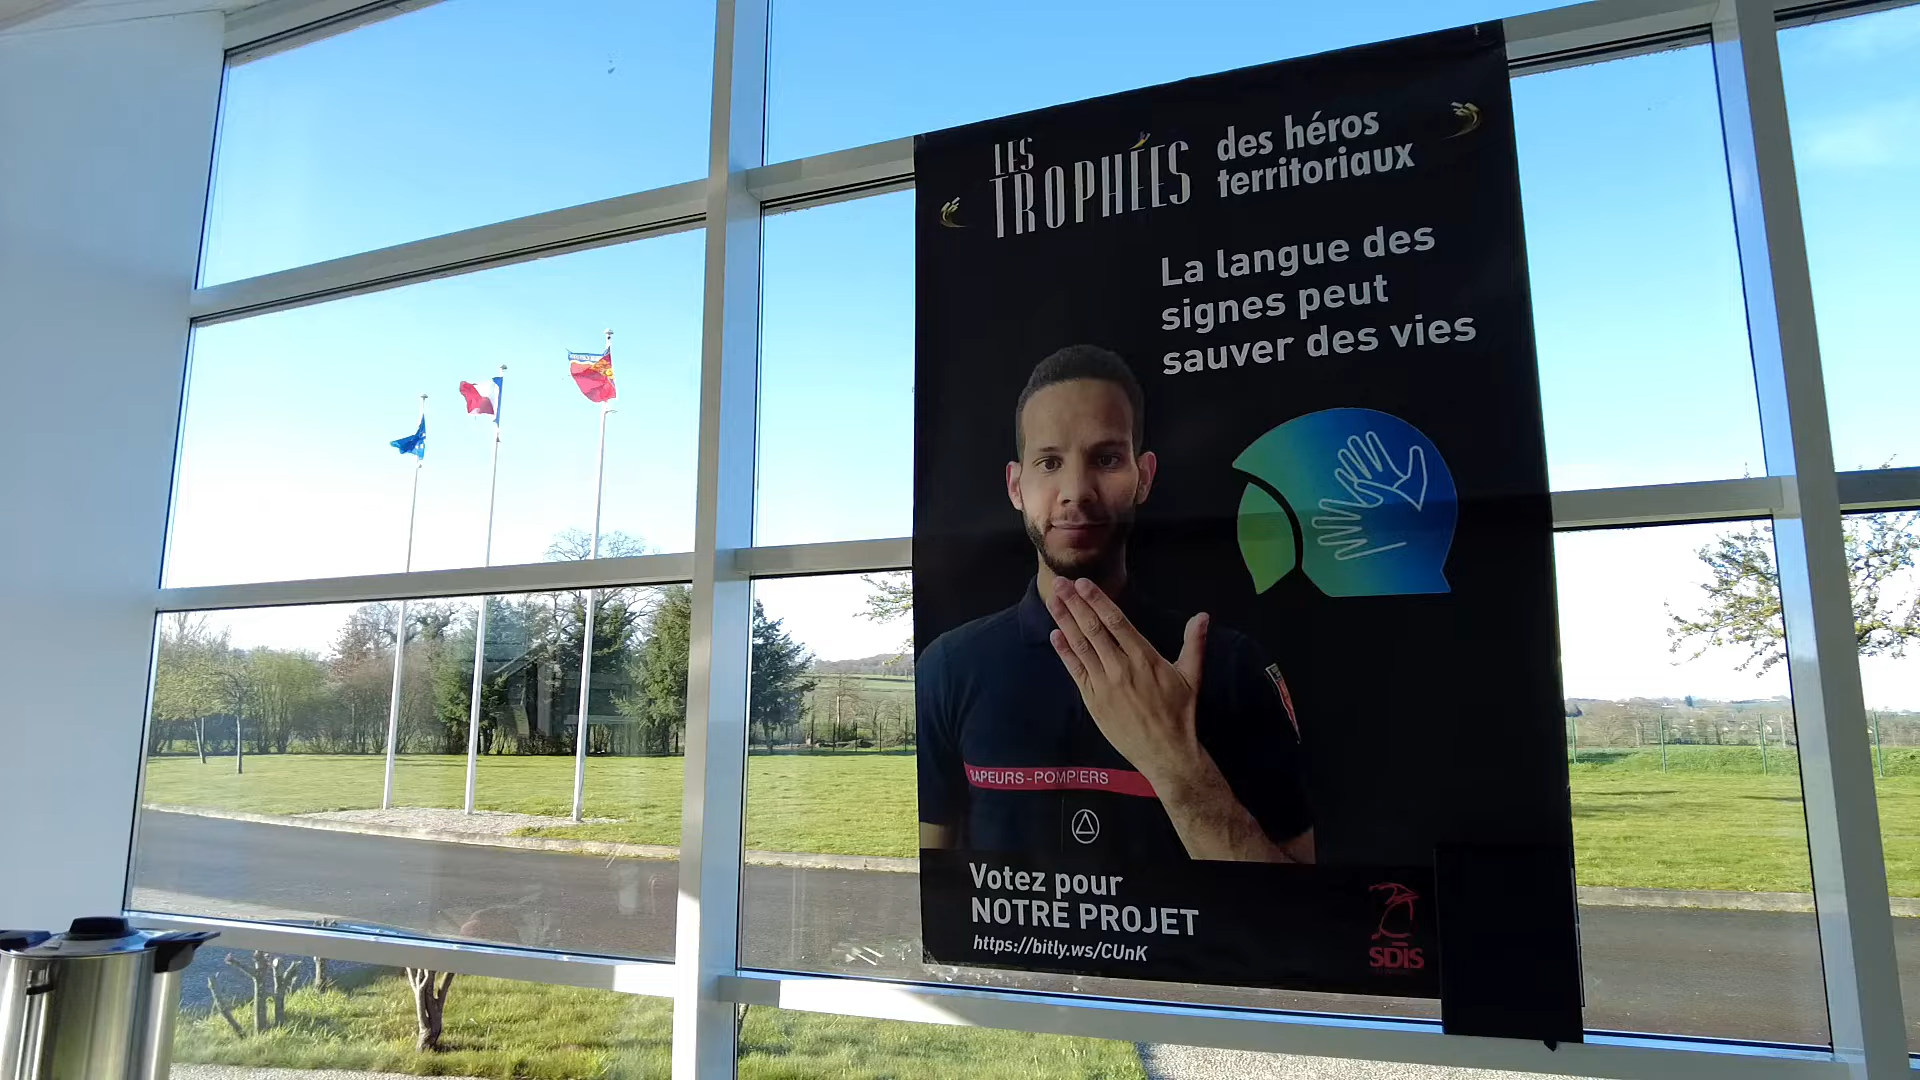 LES
TROPHÉES
des héros
territoriaux
La langue des
signes peut
sauver des vies
SAPEURS-POMPIERS
Votez pour
NOTRE PROJET
https://bitly.ws/CUnK
SDIS